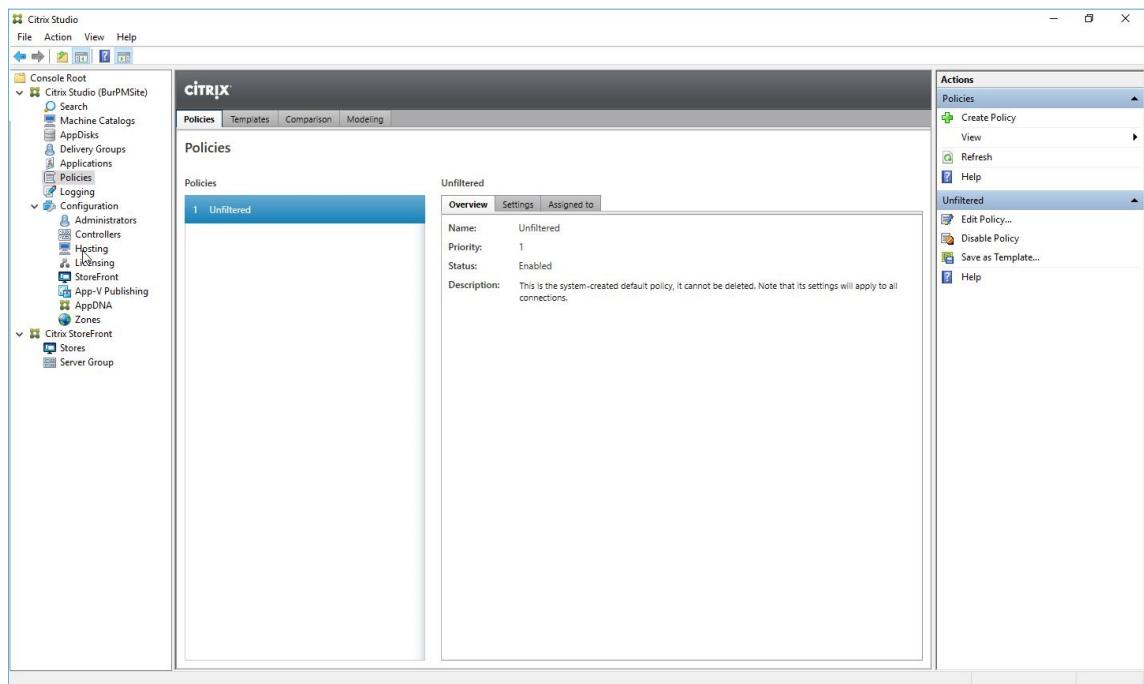 Citrix Studio
File Action View Help
Console Root
Citrix Studio (BurPMSite)
Search
Machine Catalogs
AppDisks
Delivery Groups
Applications
Policies
Logging
Configuration
Administrators
Controllers
Hosting
Licensing
StoreFront
App-V Publishing
AppDNA
Zones
Citrix StoreFront
Stores
Server Group
CITRIX
Policies Templates Comparison Modeling
Policies
Policies
1 Unfiltered
Unfiltered
Overview Settings Assigned to
Name: Unfiltered
Priority: 1
Status: Enabled
Description: This is the system-created default policy, it cannot be deleted. Note that its settings will apply to all
connections.
Actions
Policies
Create Policy
View
Refresh
Help
Unfiltered
Edit Policy...
Disable Policy
Save as Template...
Help